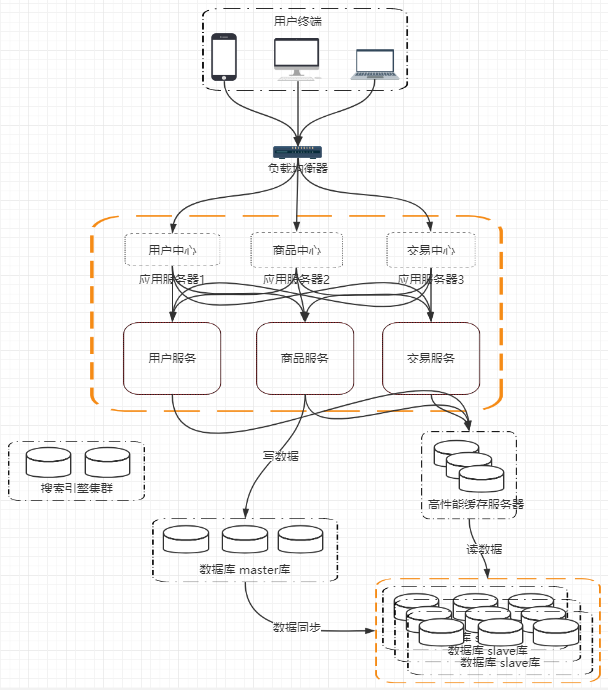 用户终端
负载均衡器
用户中心
商品中心
交易中心
应用服务器1
应用服务器2
应用服务器3
用户服务
商品服务
交易服务
写数据
搜索引擎集群
高性能缓存服务器
读数据
数据库 master库
数据同步
库 s
数据库 slave库
数据库 slave库